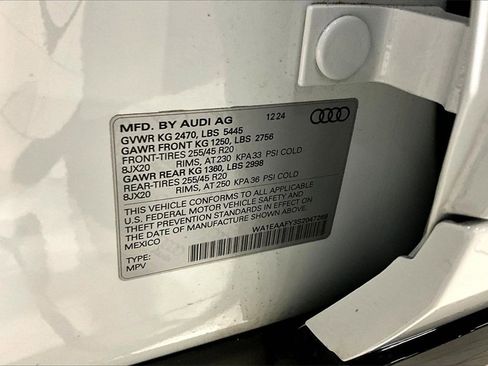 MFD. BY AUDI AG 12 24
GVWR KG 2470, LBS 5445
GAWR FRONT KG 1250, LBS 2756
FRONT-TIRES 255/45 R20
8JX20 RIMS, AT 230 KPA 33 PSI COLD
GAWR REAR KG 1360, LBS 2998
REAR-TIRES 255/45 R20
8JX20 RIMS, AT 250 KPA 36 PSI COLD
THIS VEHICLE CONFORMS TO ALL APPLICABLE
U.S. FEDERAL MOTOR VEHICLE SAFETY AND
THEFT PREVENTION STANDARDS IN EFFECT ON
THE DATE OF MANUFACTURE SHOWN ABOVE
MEXICO
TYPE:
MPV